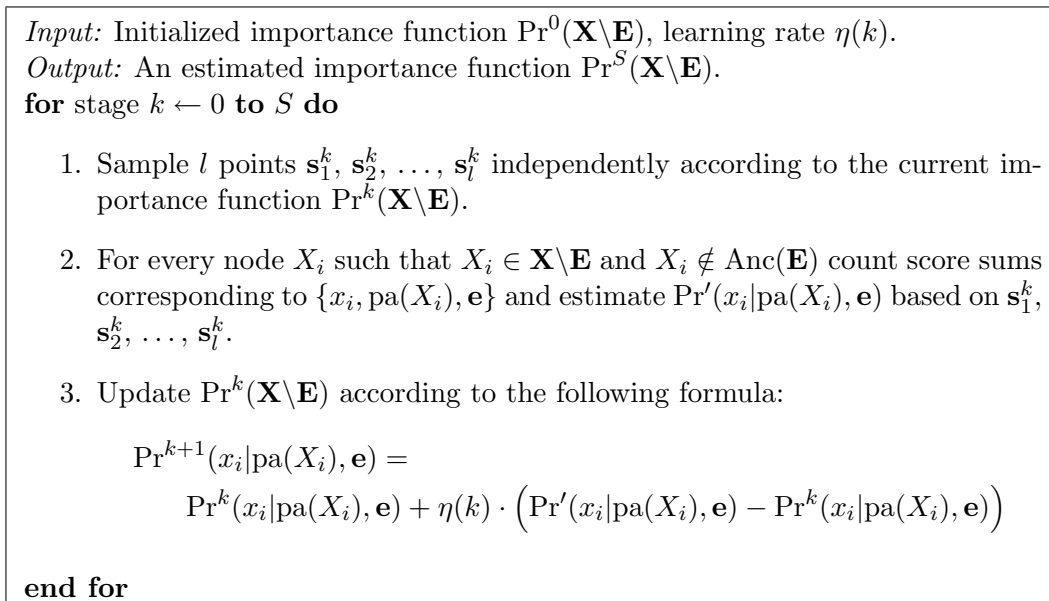 Input: Initialized importance function Pr⁰(X\E), learning rate η(k).
Output: An estimated importance function Prˢ(X\E).
for stage k ← 0 to S do
1. Sample l points s₁ᵏ, s₂ᵏ, …, sₗᵏ independently according to the current im-
portance function Prᵏ(X\E).
2. For every node Xᵢ such that Xᵢ ∈ X\E and Xᵢ ∉ Anc(E) count score sums
corresponding to {xᵢ, pa(Xᵢ), e} and estimate Pr′(xᵢ|pa(Xᵢ), e) based on s₁ᵏ,
s₂ᵏ, …, sₗᵏ.
3. Update Prᵏ(X\E) according to the following formula:
Prᵏ⁺¹(xᵢ|pa(Xᵢ), e) =
Prᵏ(xᵢ|pa(Xᵢ), e) + η(k) · (Pr′(xᵢ|pa(Xᵢ), e) − Prᵏ(xᵢ|pa(Xᵢ), e))
end for